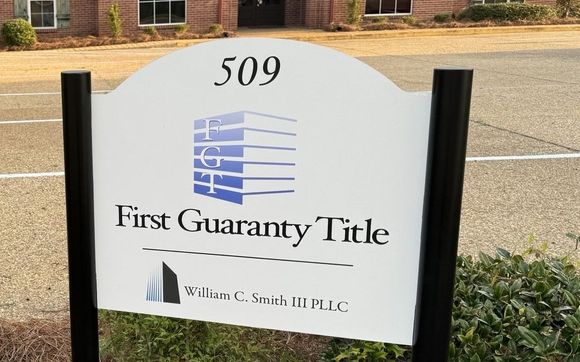 509
FGT
First Guaranty Title
William C. Smith III PLLC